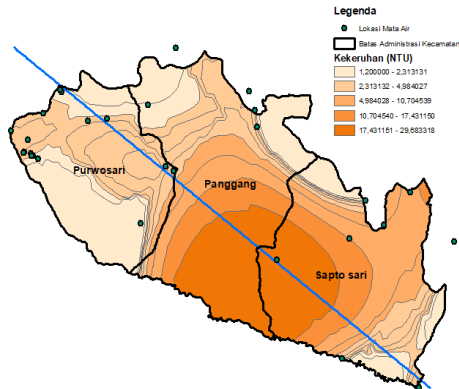 Legenda
Lokasi Mata Air
Batas Administrasi Kecamatan
Kekeruhan (NTU)
1,200000 - 2,313131
2,313132 - 4,984027
4,984028 - 10,704539
10,704540 - 17,431150
17,431151 - 29,683318
Purwosari
Panggang
Sapto sari